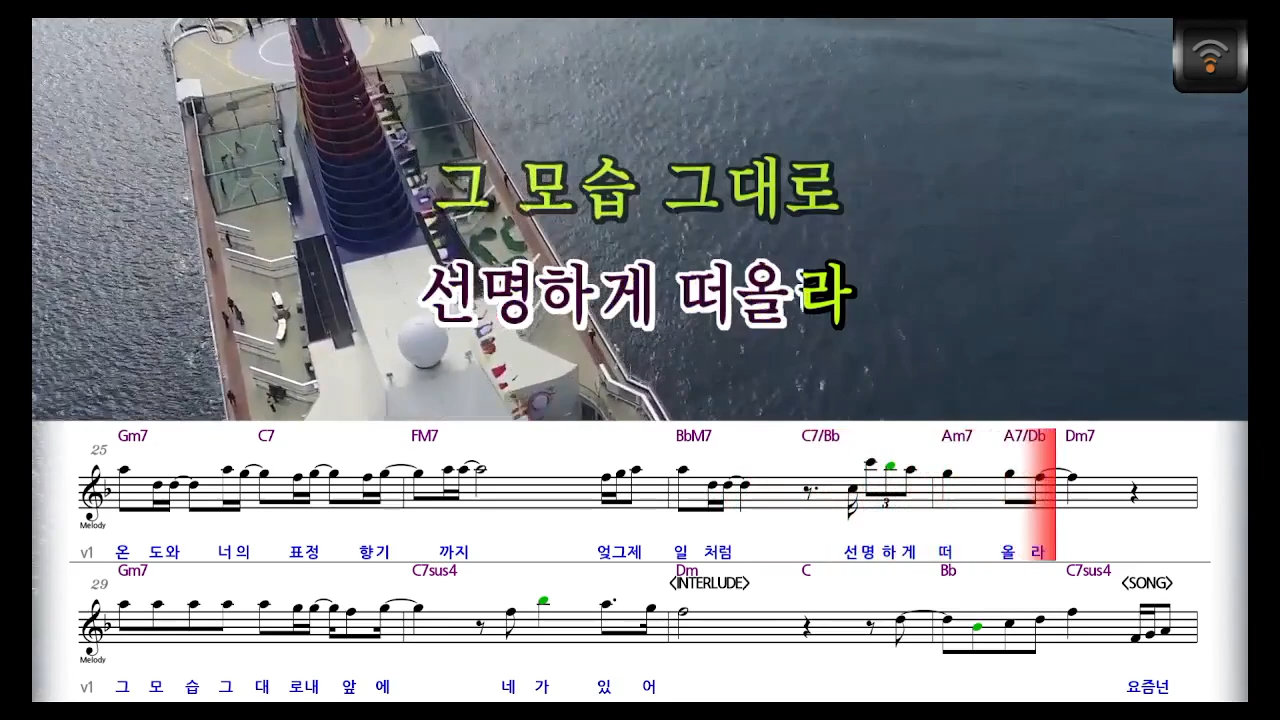 그 모습 그대로
선명하게 떠올라
Gm7 C7 FM7 BbM7 C7/Bb Am7 A7/Db Dm7
25
3
Melody
v1 온 도와 너의 표정 향기 까지 엊그제 일 처럼 선명하게 떠 올 라
Gm7 C7sus4 Dm C Bb C7sus4
29 <INTERLUDE> <SONG>
Melody
v1 그 모 습 그 대 로내 앞 에 네 가 있 어 요즘넌